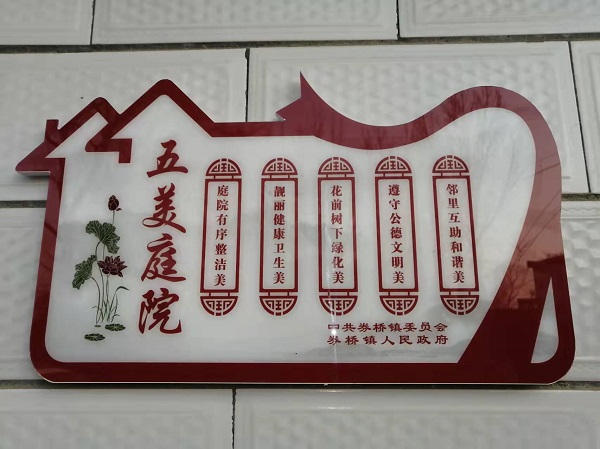 五美庭院
庭院有序整洁美
靓丽健康卫生美
花前树下绿化美
遵守公德文明美
邻里互助和谐美
中共券桥镇委员会
券桥镇人民政府